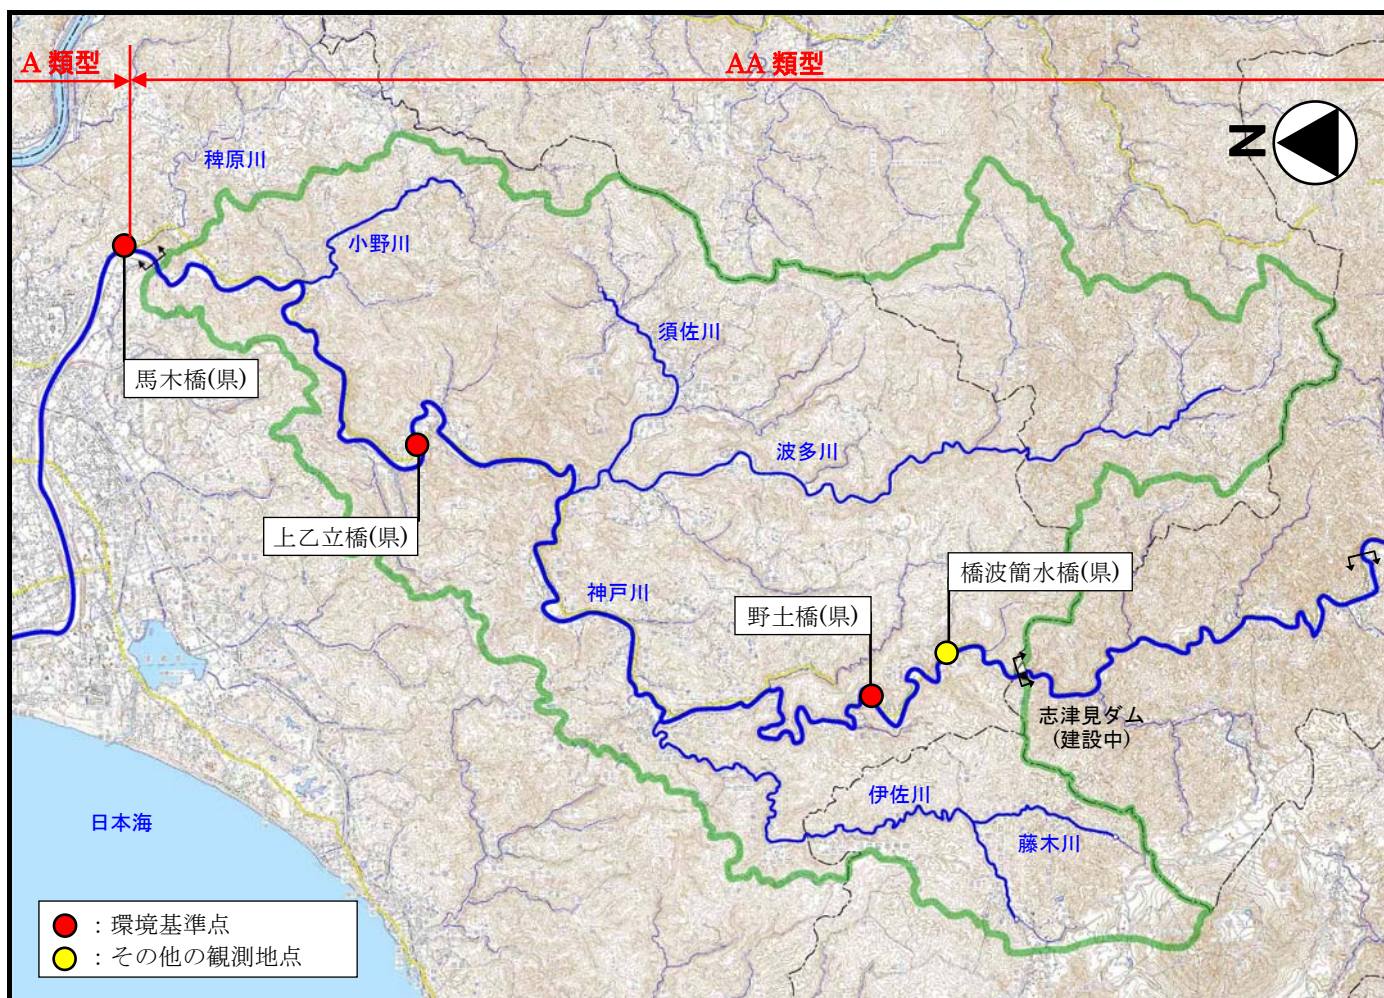 A 類型
AA 類型
N
稗原川
小野川
須佐川
馬木橋(県)
波多川
上乙立橋(県)
橋波簡水橋(県)
神戸川
野土橋(県)
志津見ダム
(建設中)
伊佐川
日本海
藤木川
：環境基準点
：その他の観測地点